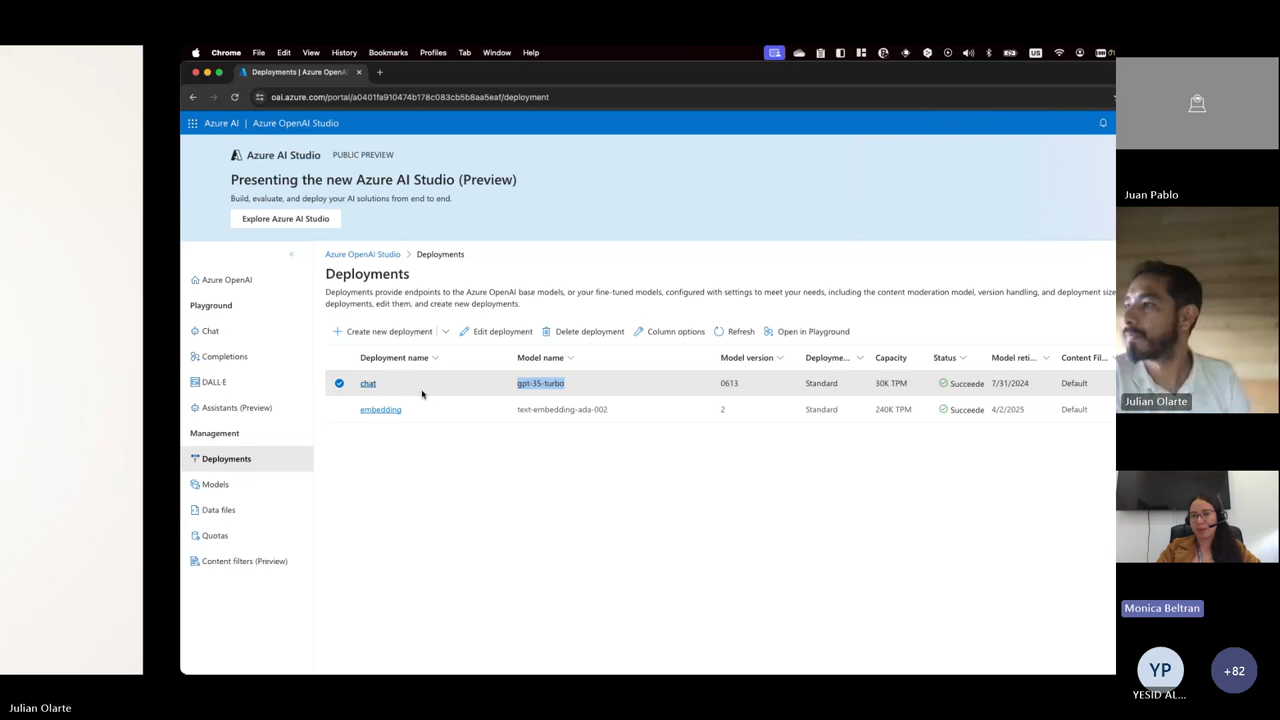 Chrome File Edit View History Bookmarks Profiles Tab Window Help
US
Deployments | Azure OpenA
oai.azure.com/portal/a0401fa910474b178c083cb5b8aa5eaf/deployment
Azure AI | Azure OpenAI Studio
Azure AI Studio PUBLIC PREVIEW
Presenting the new Azure AI Studio (Preview)
Build, evaluate, and deploy your AI solutions from end to end.
Explore Azure AI Studio
Azure OpenAI
Playground
Chat
Completions
DALL·E
Assistants (Preview)
Management
Deployments
Models
Data files
Quotas
Content filters (Preview)
Azure OpenAI Studio > Deployments
Deployments
Deployments provide endpoints to the Azure OpenAI base models, or your fine-tuned models, configured with settings to meet your needs, including the content moderation model, version handling, and deployment size
deployments, edit them, and create new deployments.
Create new deployment Edit deployment Delete deployment Column options Refresh Open in Playground
Deployment name Model name Model version Deployme... Capacity Status Model reti... Content Fil...
chat gpt-35-turbo 0613 Standard 30K TPM Succeede 7/31/2024 Default
embedding text-embedding-ada-002 2 Standard 240K TPM Succeede 4/2/2025 Default
Juan Pablo
Julian Olarte
Monica Beltran
YP
YESID AL...
+82
Julian Olarte